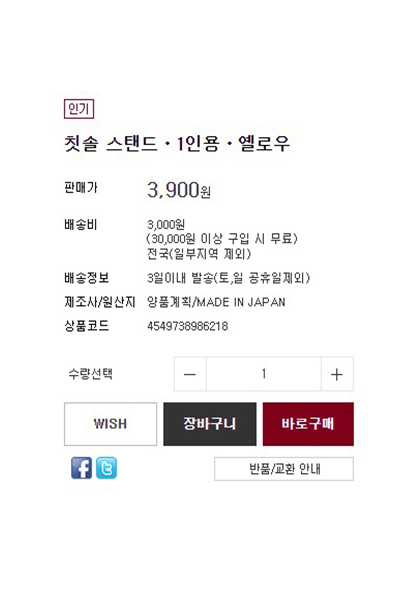 인기
칫솔 스탠드・1인용・옐로우
판매가 3,900원
배송비 3,000원
(30,000원 이상 구입 시 무료)
전국(일부지역 제외)
배송정보 3일이내 발송(토,일 공휴일제외)
제조사/원산지 양품계획/MADE IN JAPAN
상품코드 4549738986218
수량선택 — 1 +
WISH 장바구니 바로구매
f t 반품/교환 안내